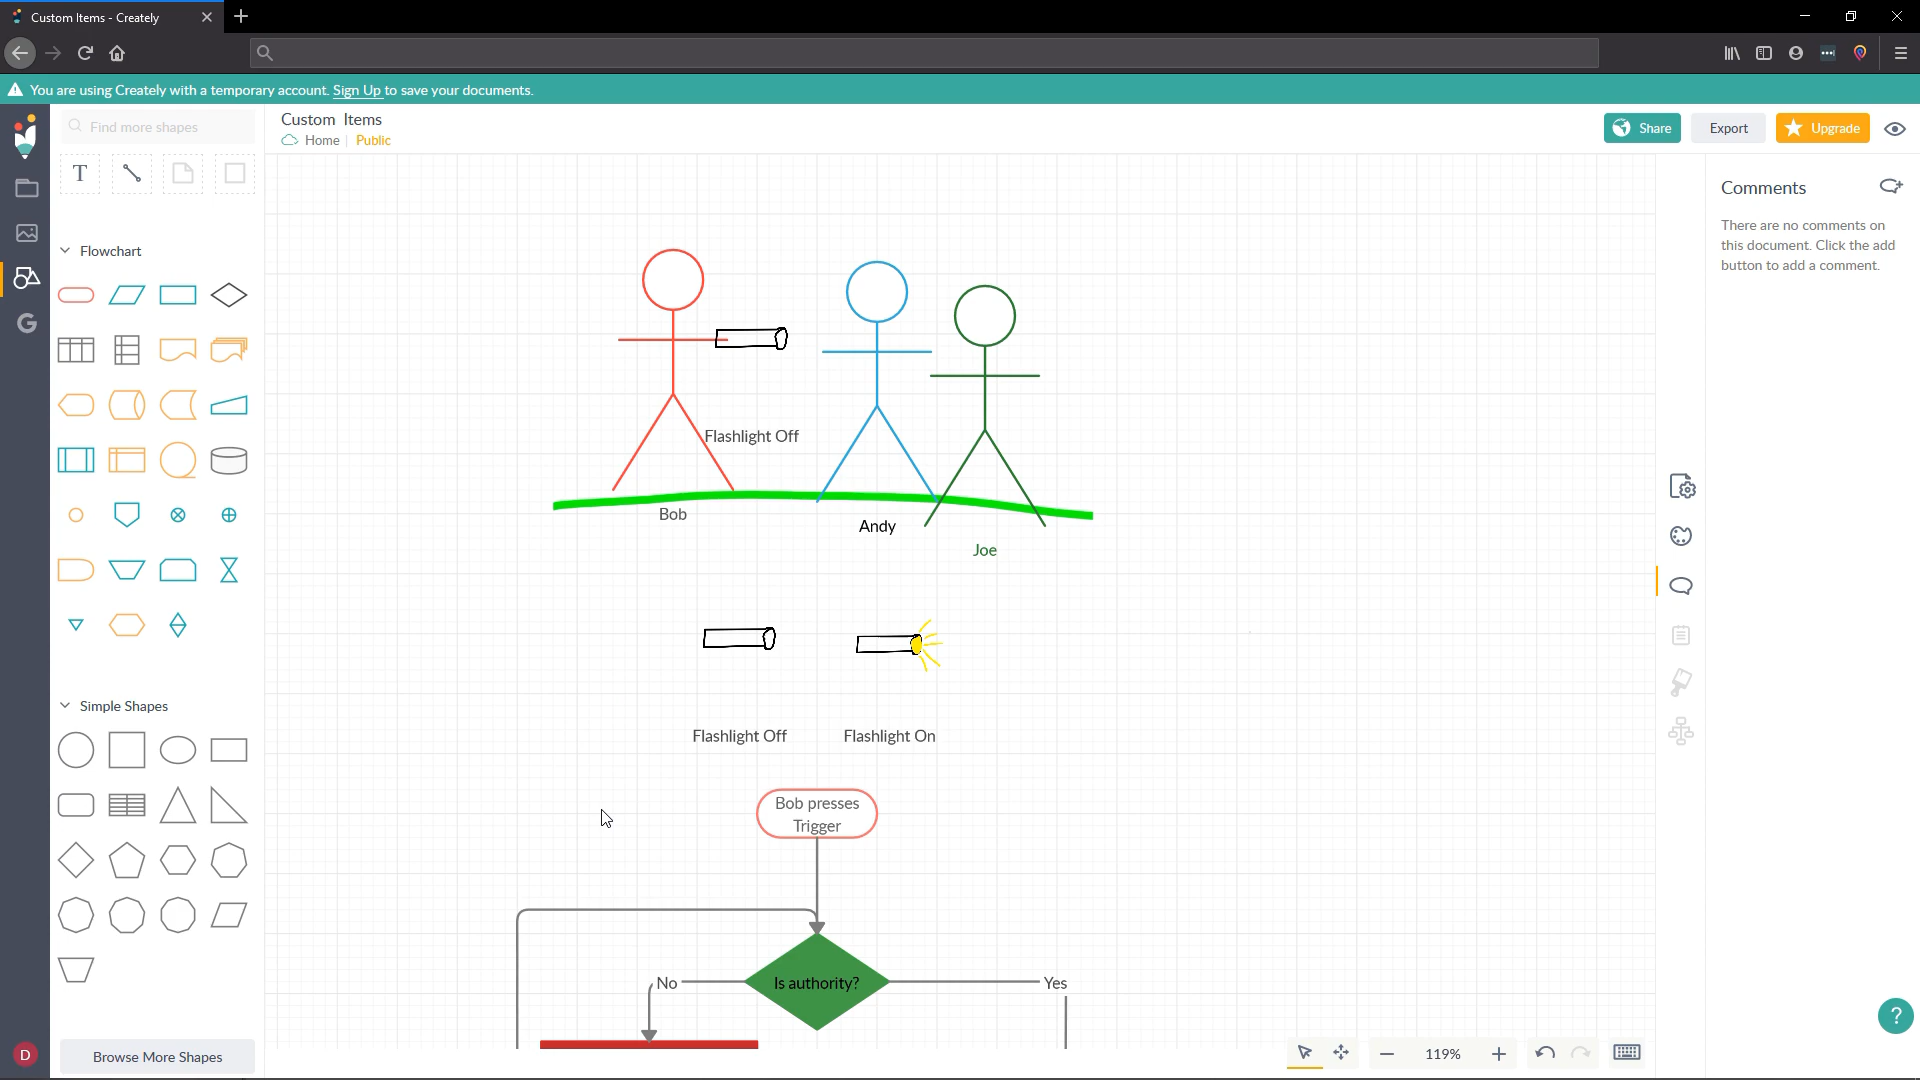 Custom Items - Creately
You are using Creately with a temporary account. Sign Up to save your documents.
Find more shapes
Custom Items
Home | Public
Share
Export
Upgrade
T
Comments
There are no comments on
this document. Click the add
button to add a comment.
Flowchart
Flashlight Off
Bob
Andy
Joe
Simple Shapes
Flashlight Off
Flashlight On
Bob presses
Trigger
No
Is authority?
Yes
Browse More Shapes
D
119%
?